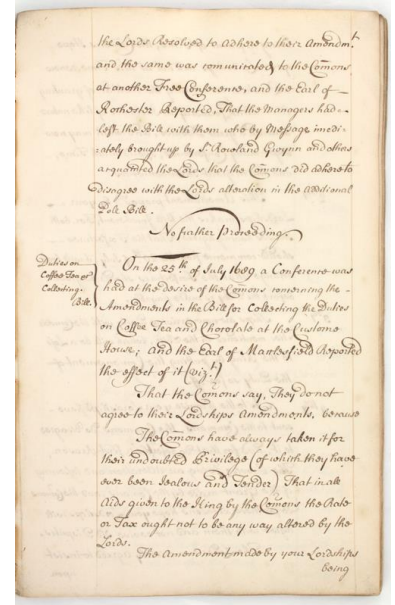 the Lords Resolved to Adhere to their Amendm.t
and the same was comunicated to the Comons
at another Free Conference, and the Earl of
Rochester Reported, That the Managers had
left the Bill with them who by Message imedi-
ately brought up by Sr. Rowland Gwynn and others
acquainted the Lords that the Comons did adhere to
disagree with the Lords alteration in the additional
Pole Bill.
No further Proceeding.
Duties on
Coffee Tea &c
Collecting.
Bill.
On the 25th of July 1689, a Conference was
had at the desire of the Comons concerning the
Amendments in the Bill for Collecting the Duties
on Coffee Tea and Chocolate at the Custome
House; And the Earl of Macclesfield Reported
the effect of it (vizt)
That the Comons say, They do not
agree to their Lordships Amendments, because
The Comons have always taken it for
their undoubted Privilege (of which they have
ever been Jealous and Tender) That in all
Aids given to the King by the Comons the Rate
or Tax ought not to be any way altered by the
Lords.
The Amendments made by your Lordships
being